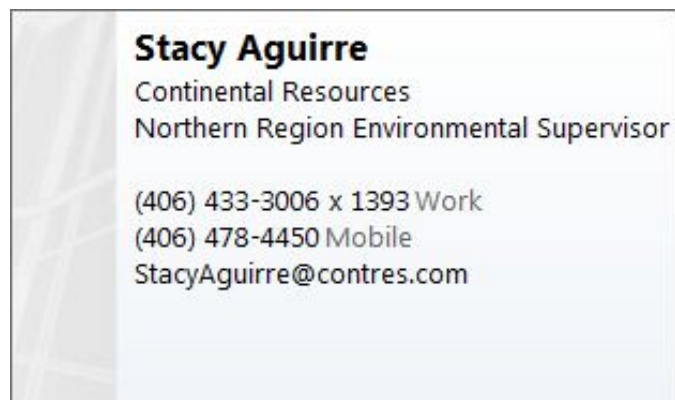 Stacy Aguirre
Continental Resources
Northern Region Environmental Supervisor
(406) 433-3006 x 1393 Work
(406) 478-4450 Mobile
StacyAguirre@contres.com